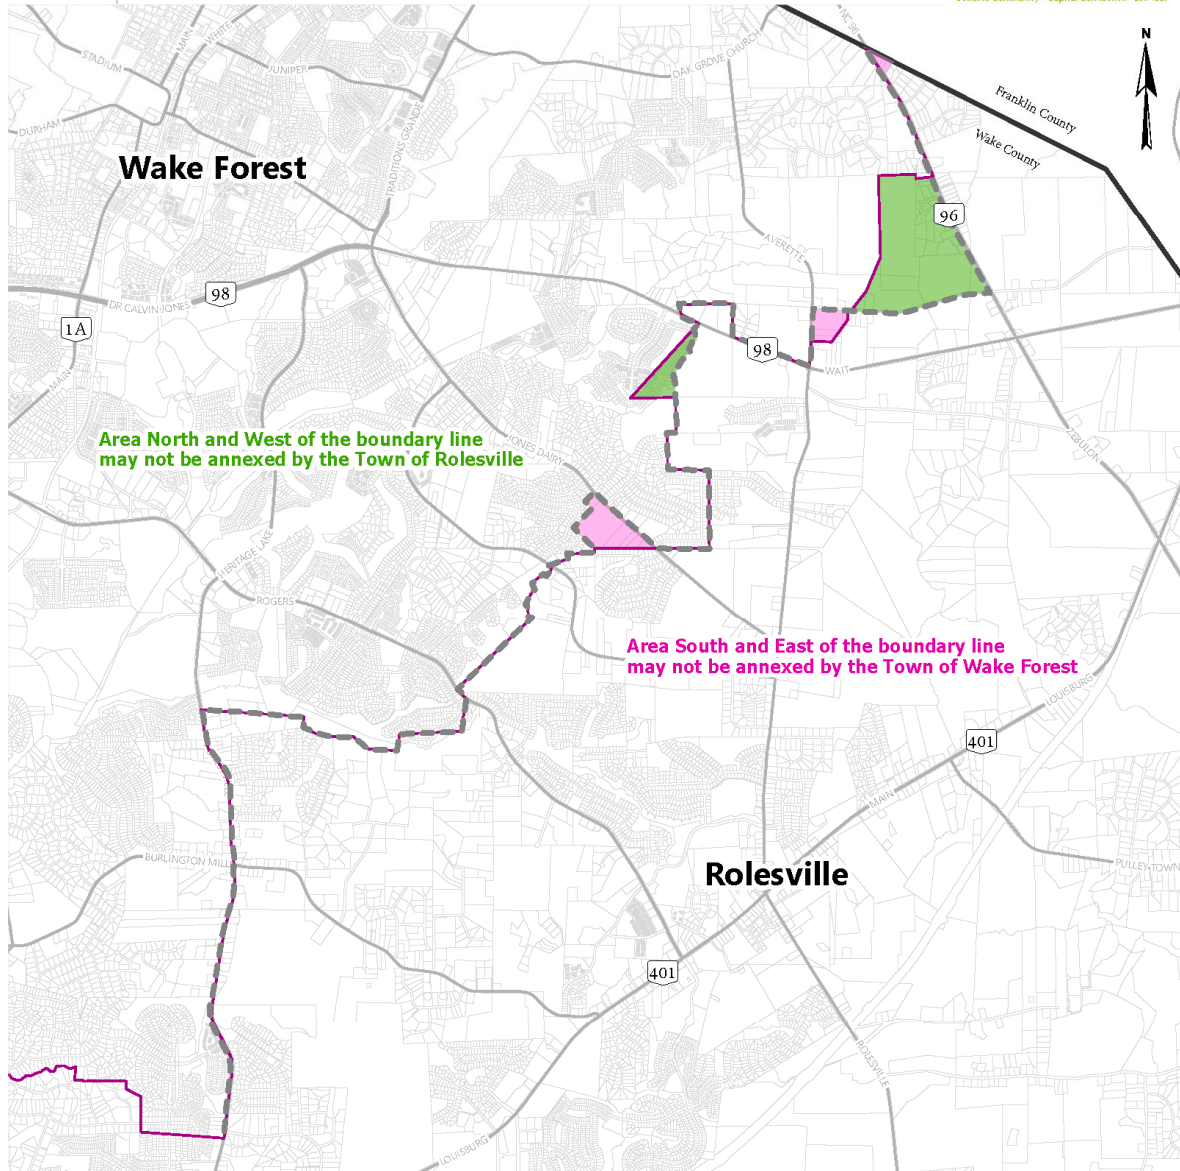 NC 96
N
OAK GROVE CHURCH
MAIN
WHITE
STADIUM
JUNIPER
Franklin County
TRADITIONS GRANDE
DURHAM
Wake County
Wake Forest
96
AVERETTE
98
DR CALVIN JONES
1A
98
WAIT
MAIN
ZEBULON
Area North and West of the boundary line
may not be annexed by the Town of Rolesville
JONES DAIRY
HERITAGE LAKE
ROGERS
Area South and East of the boundary line
may not be annexed by the Town of Wake Forest
LOUISBURG
401
MAIN
BURLINGTON MILL
PULLEY TOWN
Rolesville
401
ROLESVILLE
LOUISBURG